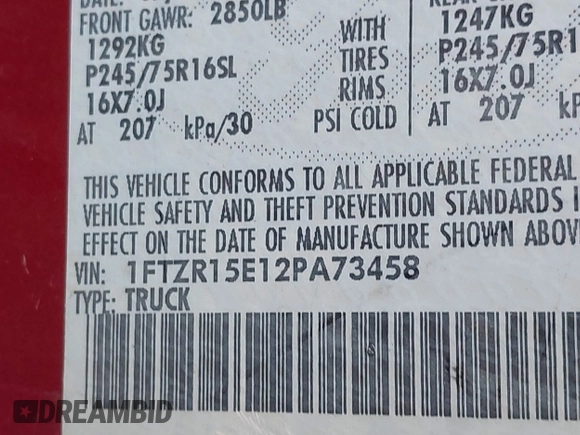 DATE:
FRONT GAWR: 2850LB
1292KG
P245/75R16SL
16X7.0J
AT 207 kPa/30
WITH
TIRES
RIMS
PSI COLD
1247KG
P245/75R1
16X7.0J
AT 207 kP
THIS VEHICLE CONFORMS TO ALL APPLICABLE FEDERAL
VEHICLE SAFETY AND THEFT PREVENTION STANDARDS I
EFFECT ON THE DATE OF MANUFACTURE SHOWN ABOV
VIN: 1FTZR15E12PA73458
TYPE: TRUCK
DREAMBID